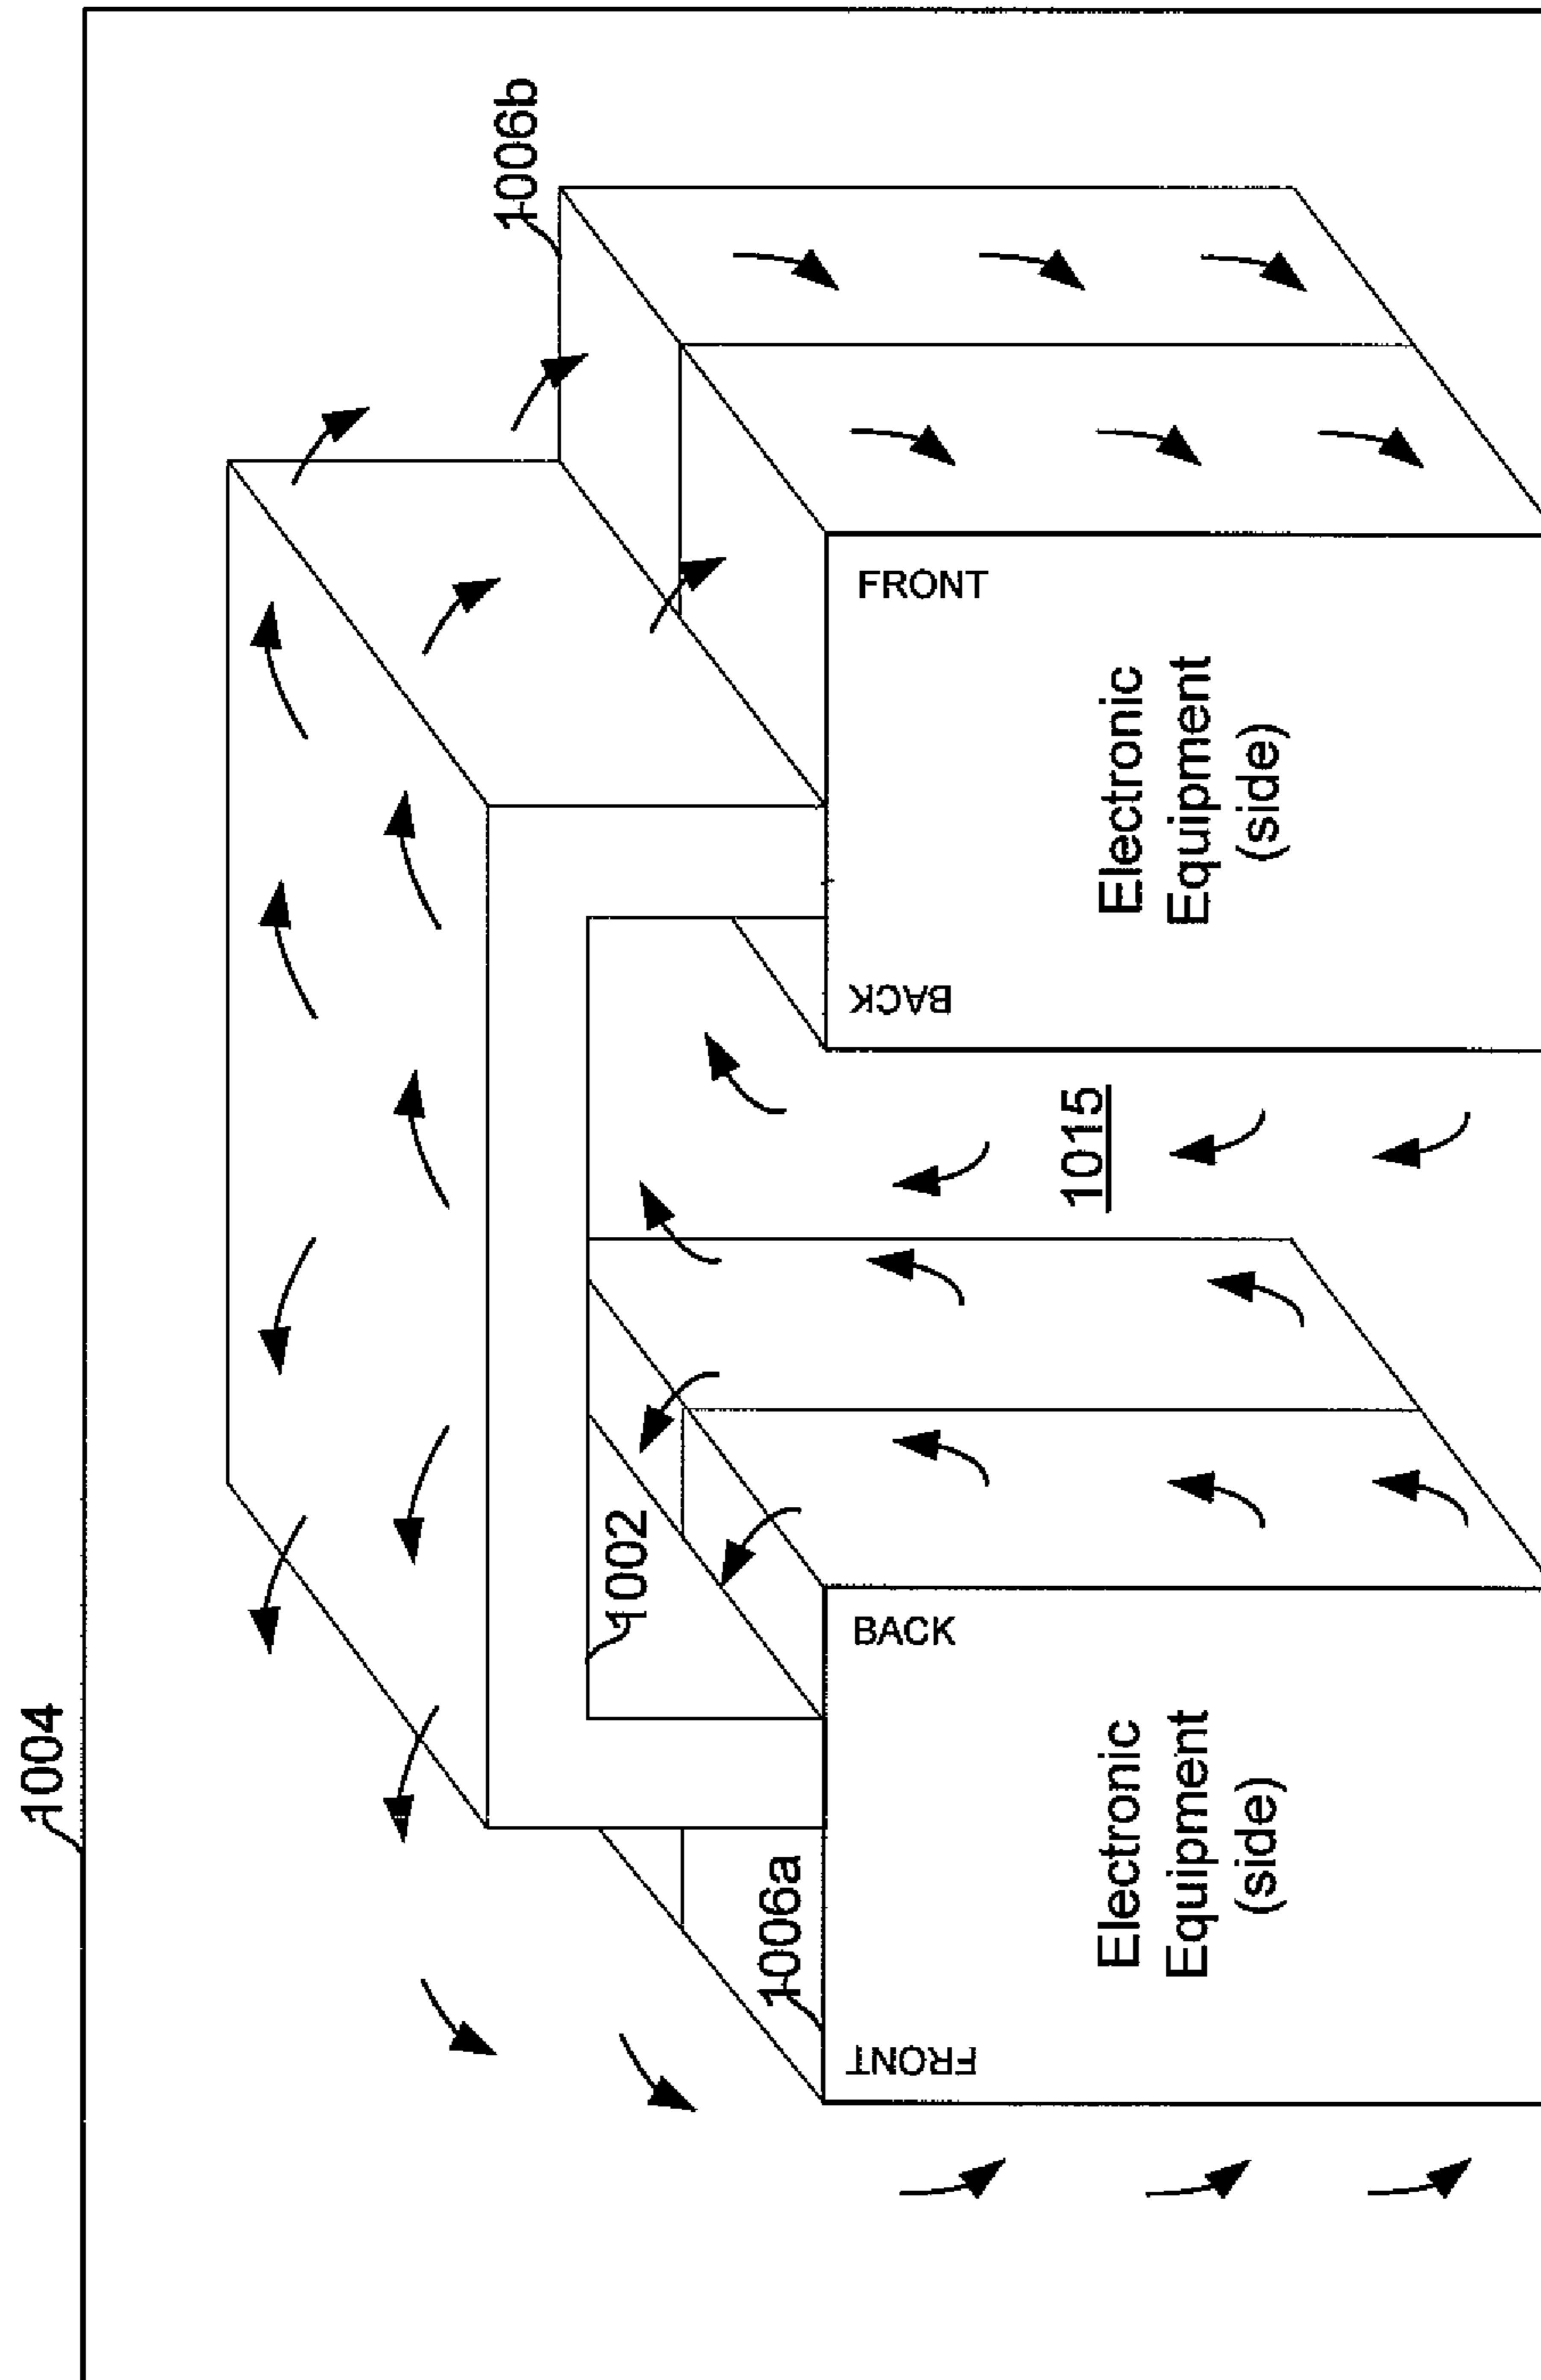 1004
1006b
1002
1006a
1015
FRONT
BACK
BACK
FRONT
Electronic
Equipment
(side)
Electronic
Equipment
(side)